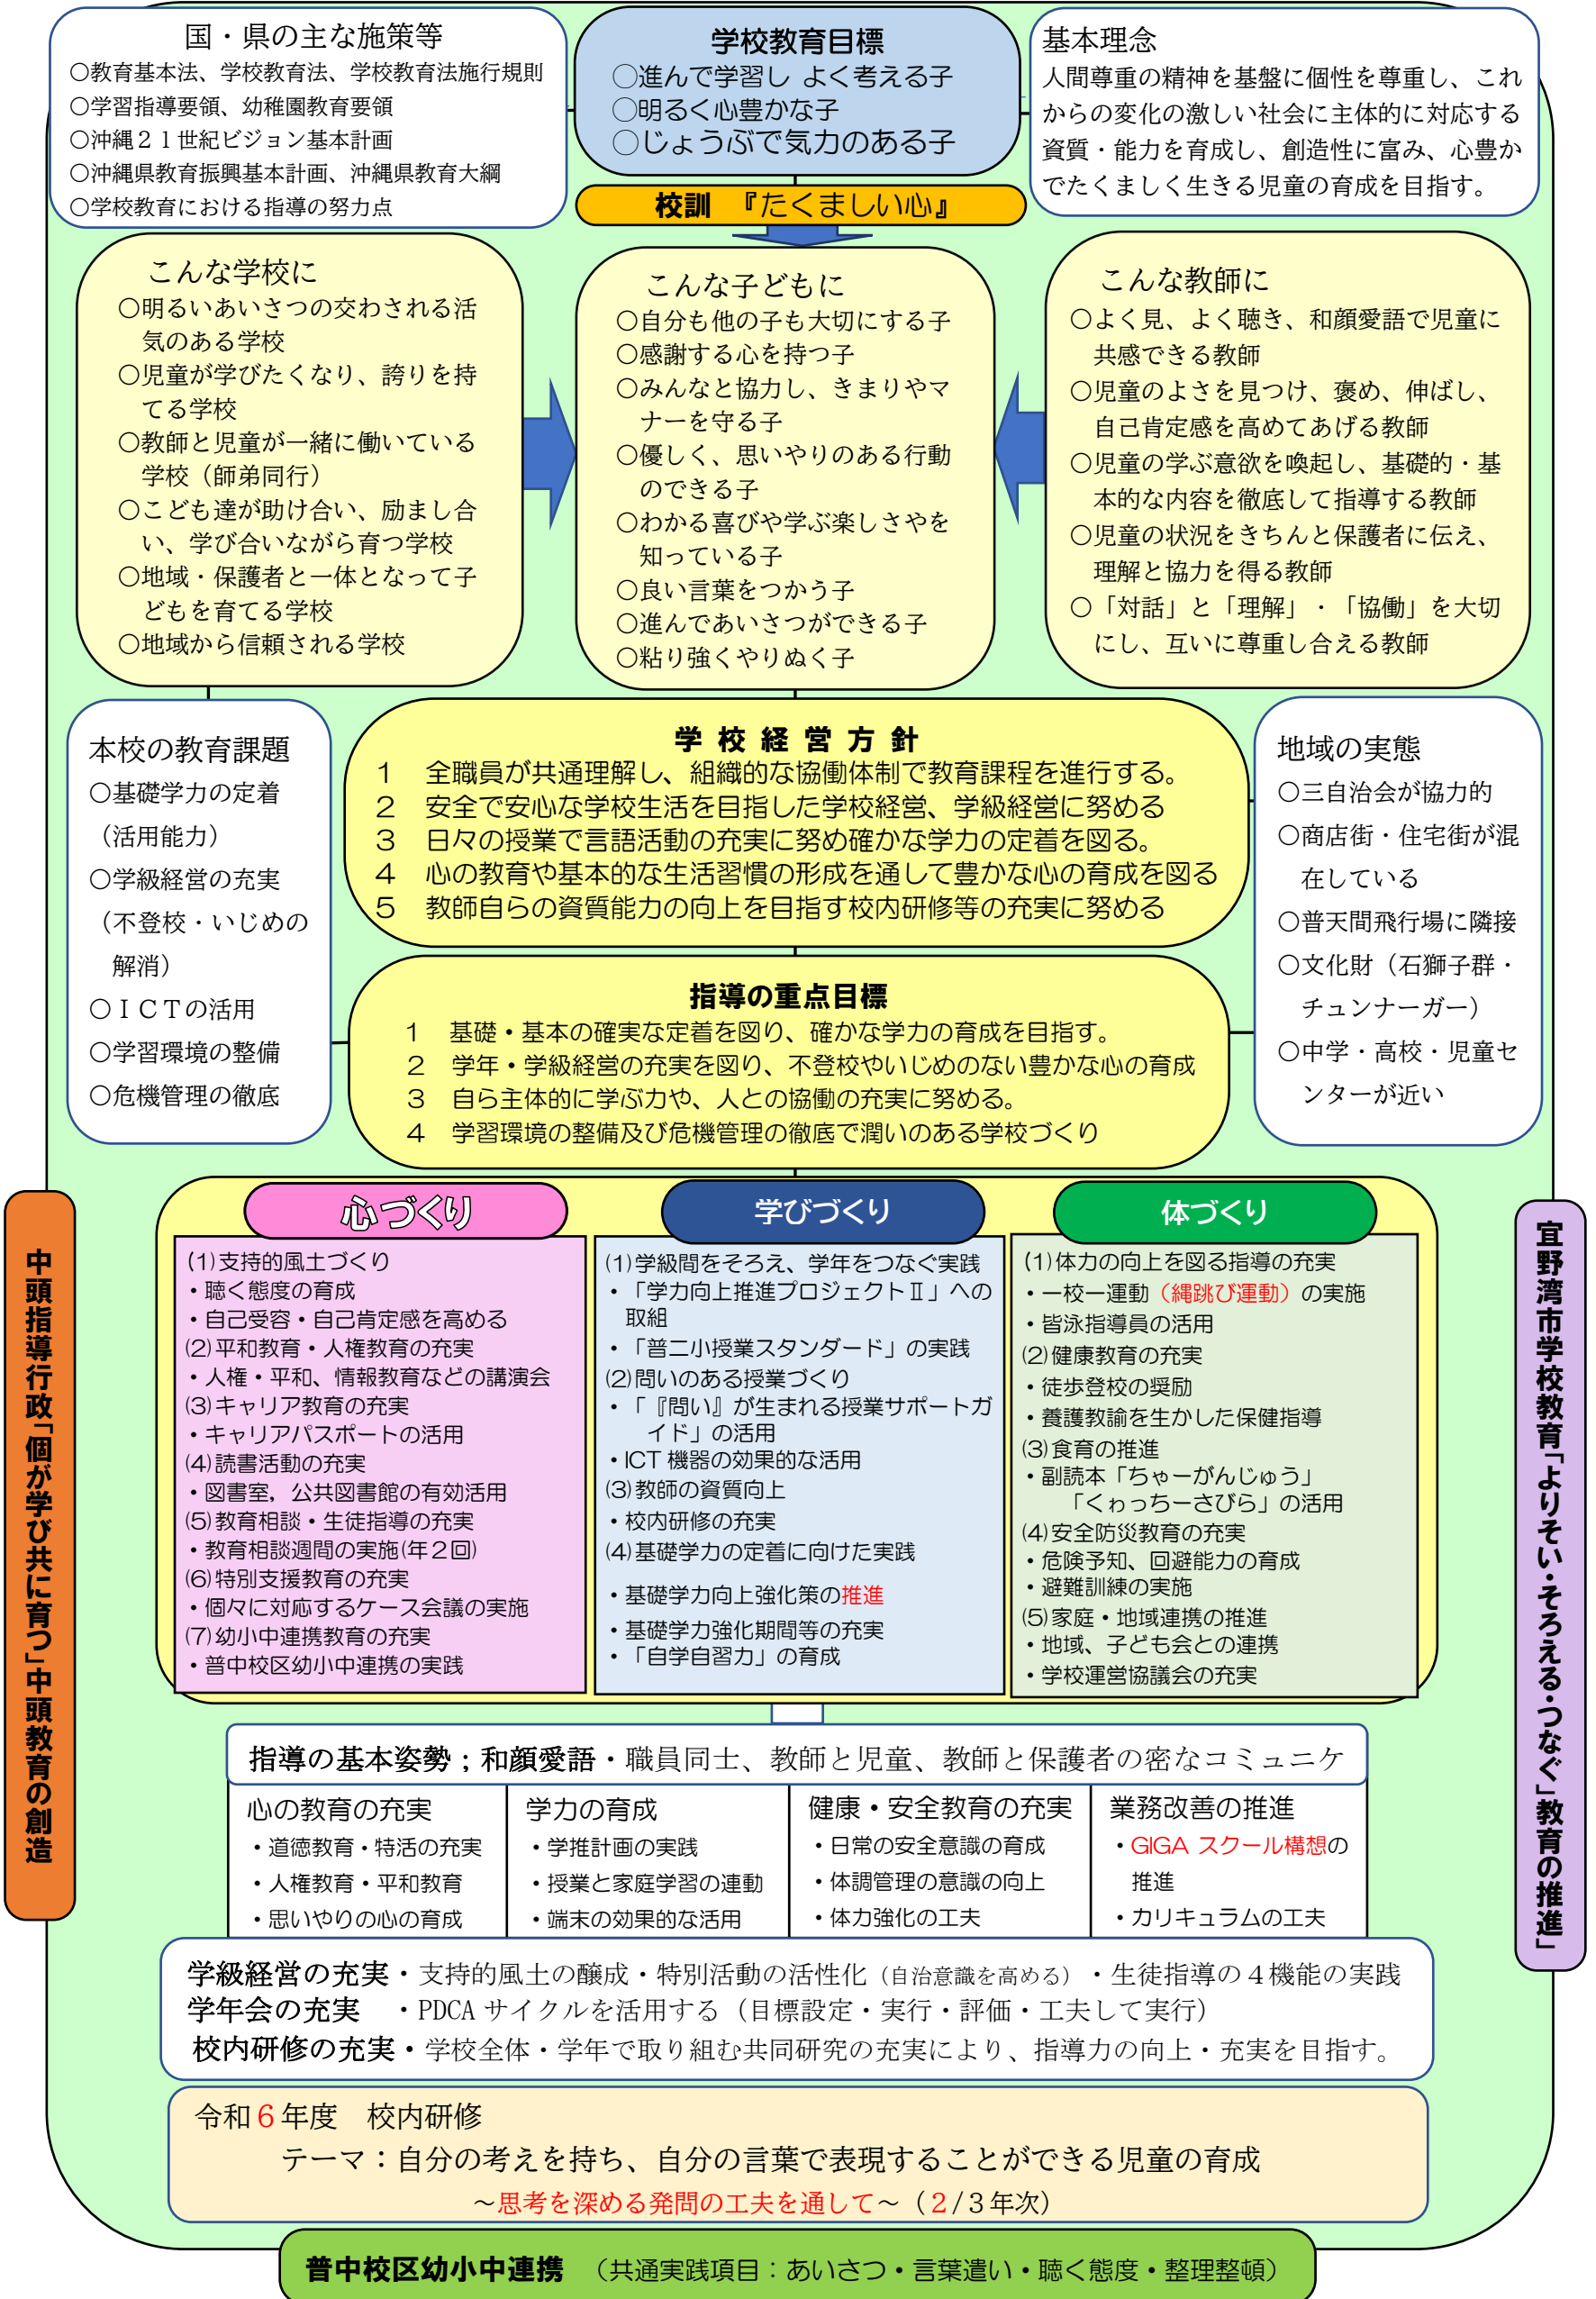 国・県の主な施策等
○教育基本法、学校教育法、学校教育法施行規則
○学習指導要領、幼稚園教育要領
○沖縄２１世紀ビジョン基本計画
○沖縄県教育振興基本計画、沖縄県教育大綱
○学校教育における指導の努力点
学校教育目標
○進んで学習し よく考える子
○明るく心豊かな子
○じょうぶで気力のある子
校訓 『たくましい心』
基本理念
人間尊重の精神を基盤に個性を尊重し、これ
からの変化の激しい社会に主体的に対応する
資質・能力を育成し、創造性に富み、心豊か
でたくましく生きる児童の育成を目指す。
こんな学校に
○明るいあいさつの交わされる活
気のある学校
○児童が学びたくなり、誇りを持
てる学校
○教師と児童が一緒に働いている
学校（師弟同行）
○こども達が助け合い、励まし合
い、学び合いながら育つ学校
○地域・保護者と一体となって子
どもを育てる学校
○地域から信頼される学校
こんな子どもに
○自分も他の子も大切にする子
○感謝する心を持つ子
○みんなと協力し、きまりやマ
ナーを守る子
○優しく、思いやりのある行動
のできる子
○わかる喜びや学ぶ楽しさやを
知っている子
○良い言葉をつかう子
○進んであいさつができる子
○粘り強くやりぬく子
こんな教師に
○よく見、よく聴き、和顔愛語で児童に
共感できる教師
○児童のよさを見つけ、褒め、伸ばし、
自己肯定感を高めてあげる教師
○児童の学ぶ意欲を喚起し、基礎的・基
本的な内容を徹底して指導する教師
○児童の状況をきちんと保護者に伝え、
理解と協力を得る教師
○「対話」と「理解」・「協働」を大切
にし、互いに尊重し合える教師
本校の教育課題
○基礎学力の定着
（活用能力）
○学級経営の充実
（不登校・いじめの
解消）
○ＩＣＴの活用
○学習環境の整備
○危機管理の徹底
学 校 経 営 方 針
１ 全職員が共通理解し、組織的な協働体制で教育課程を進行する。
２ 安全で安心な学校生活を目指した学校経営、学級経営に努める
３ 日々の授業で言語活動の充実に努め確かな学力の定着を図る。
４ 心の教育や基本的な生活習慣の形成を通して豊かな心の育成を図る
５ 教師自らの資質能力の向上を目指す校内研修等の充実に努める
地域の実態
○三自治会が協力的
○商店街・住宅街が混
在している
○普天間飛行場に隣接
○文化財（石獅子群・
チュンナーガー）
○中学・高校・児童セ
ンターが近い
指導の重点目標
１ 基礎・基本の確実な定着を図り、確かな学力の育成を目指す。
２ 学年・学級経営の充実を図り、不登校やいじめのない豊かな心の育成
３ 自ら主体的に学ぶ力や、人との協働の充実に努める。
４ 学習環境の整備及び危機管理の徹底で潤いのある学校づくり
中頭指導行政「個が学び共に育つ」中頭教育の創造
心づくり
(1)支持的風土づくり
・聴く態度の育成
・自己受容・自己肯定感を高める
(2)平和教育・人権教育の充実
・人権・平和、情報教育などの講演会
(3)キャリア教育の充実
・キャリアパスポートの活用
(4)読書活動の充実
・図書室，公共図書館の有効活用
(5)教育相談・生徒指導の充実
・教育相談週間の実施(年２回)
(6)特別支援教育の充実
・個々に対応するケース会議の実施
(7)幼小中連携教育の充実
・普中校区幼小中連携の実践
学びづくり
(1)学級間をそろえ、学年をつなぐ実践
・「学力向上推進プロジェクトⅡ」への
取組
・「普二小授業スタンダード」の実践
(2)問いのある授業づくり
・「『問い』が生まれる授業サポートガ
イド」の活用
・ICT 機器の効果的な活用
(3)教師の資質向上
・校内研修の充実
(4)基礎学力の定着に向けた実践
・基礎学力向上強化策の推進
・基礎学力強化期間等の充実
・「自学自習力」の育成
体づくり
(1)体力の向上を図る指導の充実
・一校一運動（縄跳び運動）の実施
・皆泳指導員の活用
(2)健康教育の充実
・徒歩登校の奨励
・養護教諭を生かした保健指導
(3)食育の推進
・副読本「ちゃーがんじゅう」
「くゎっちーさびら」の活用
(4)安全防災教育の充実
・危険予知、回避能力の育成
・避難訓練の実施
(5)家庭・地域連携の推進
・地域、子ども会との連携
・学校運営協議会の充実
宜野湾市学校教育「よりそい・そろえる・つなぐ」教育の推進」
指導の基本姿勢；和顔愛語・職員同士、教師と児童、教師と保護者の密なコミュニケ
心の教育の充実
・道徳教育・特活の充実
・人権教育・平和教育
・思いやりの心の育成
学力の育成
・学推計画の実践
・授業と家庭学習の連動
・端末の効果的な活用
健康・安全教育の充実
・日常の安全意識の育成
・体調管理の意識の向上
・体力強化の工夫
業務改善の推進
・GIGA スクール構想の
推進
・カリキュラムの工夫
学級経営の充実・支持的風土の醸成・特別活動の活性化（自治意識を高める）・生徒指導の４機能の実践
学年会の充実 ・PDCA サイクルを活用する（目標設定・実行・評価・工夫して実行）
校内研修の充実・学校全体・学年で取り組む共同研究の充実により、指導力の向上・充実を目指す。
令和６年度 校内研修
テーマ：自分の考えを持ち、自分の言葉で表現することができる児童の育成
～思考を深める発問の工夫を通して～（２/３年次）
普中校区幼小中連携 （共通実践項目：あいさつ・言葉遣い・聴く態度・整理整頓）